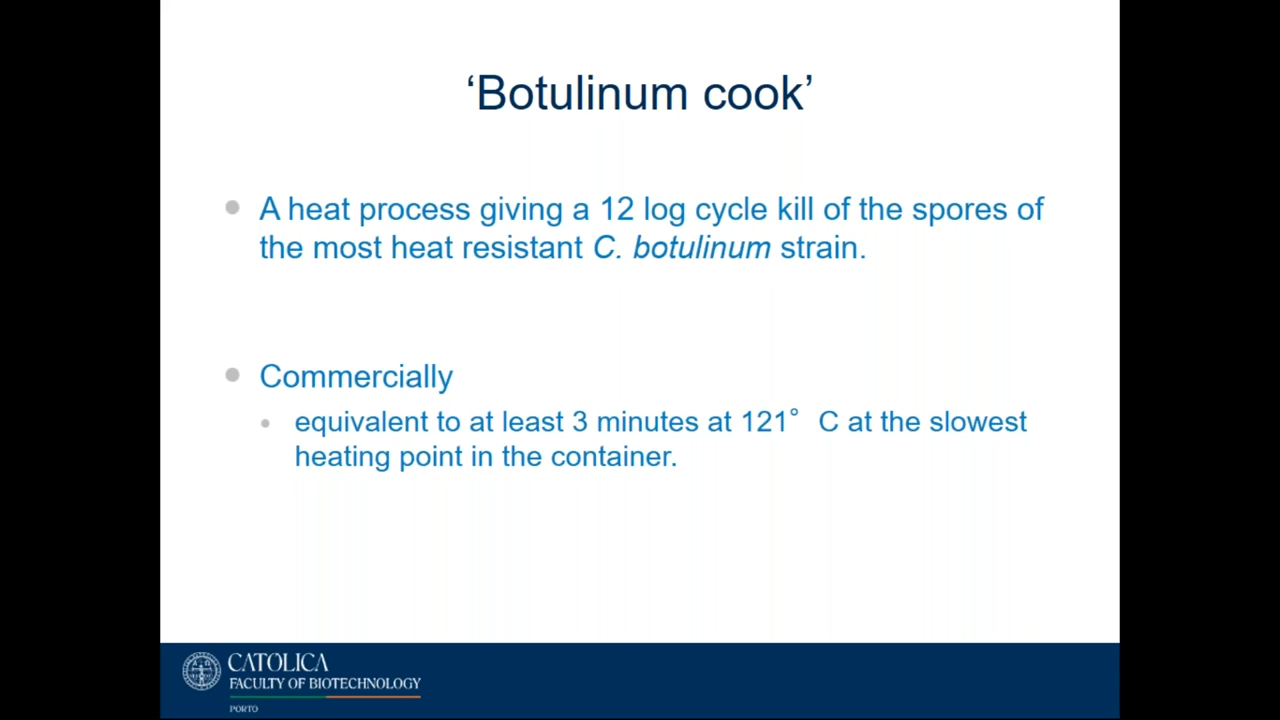 ‘Botulinum cook’
A heat process giving a 12 log cycle kill of the spores of
the most heat resistant C. botulinum strain.
Commercially
equivalent to at least 3 minutes at 121° C at the slowest
heating point in the container.
CATOLICA
FACULTY OF BIOTECHNOLOGY
PORTO